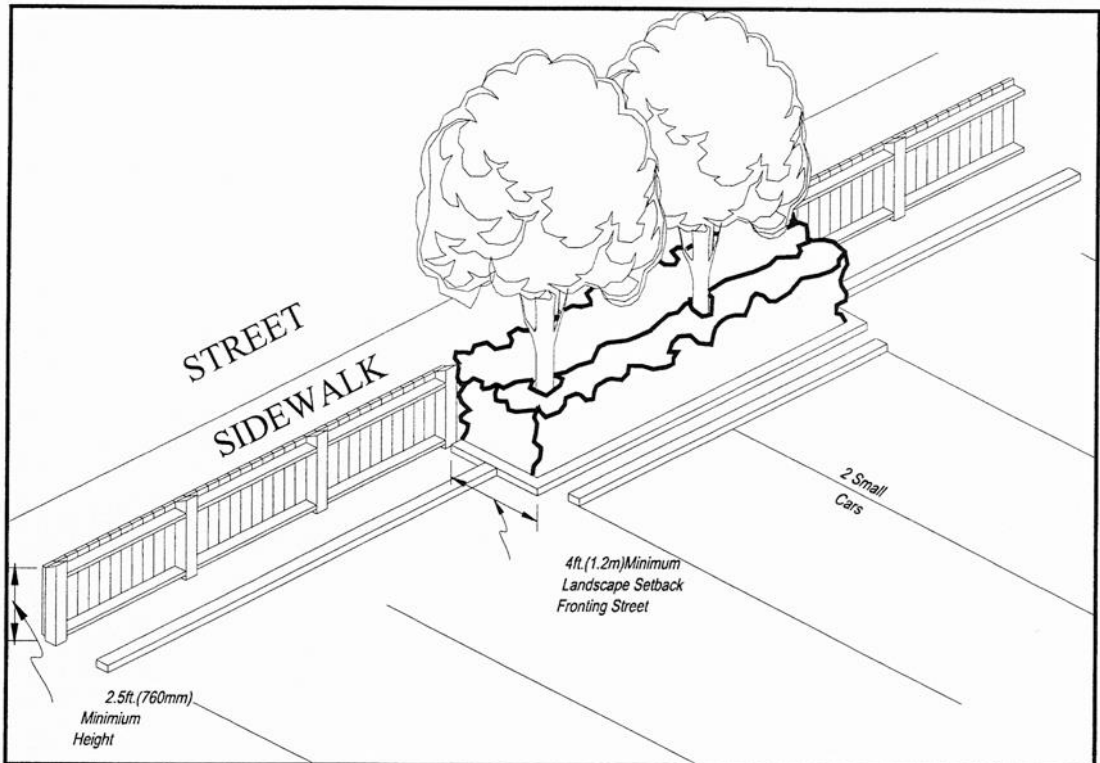 STREET
SIDEWALK
2 Small
Cars
4ft.(1.2m)Minimum
Landscape Setback
Fronting Street
2.5ft.(760mm)
Minimium
Height